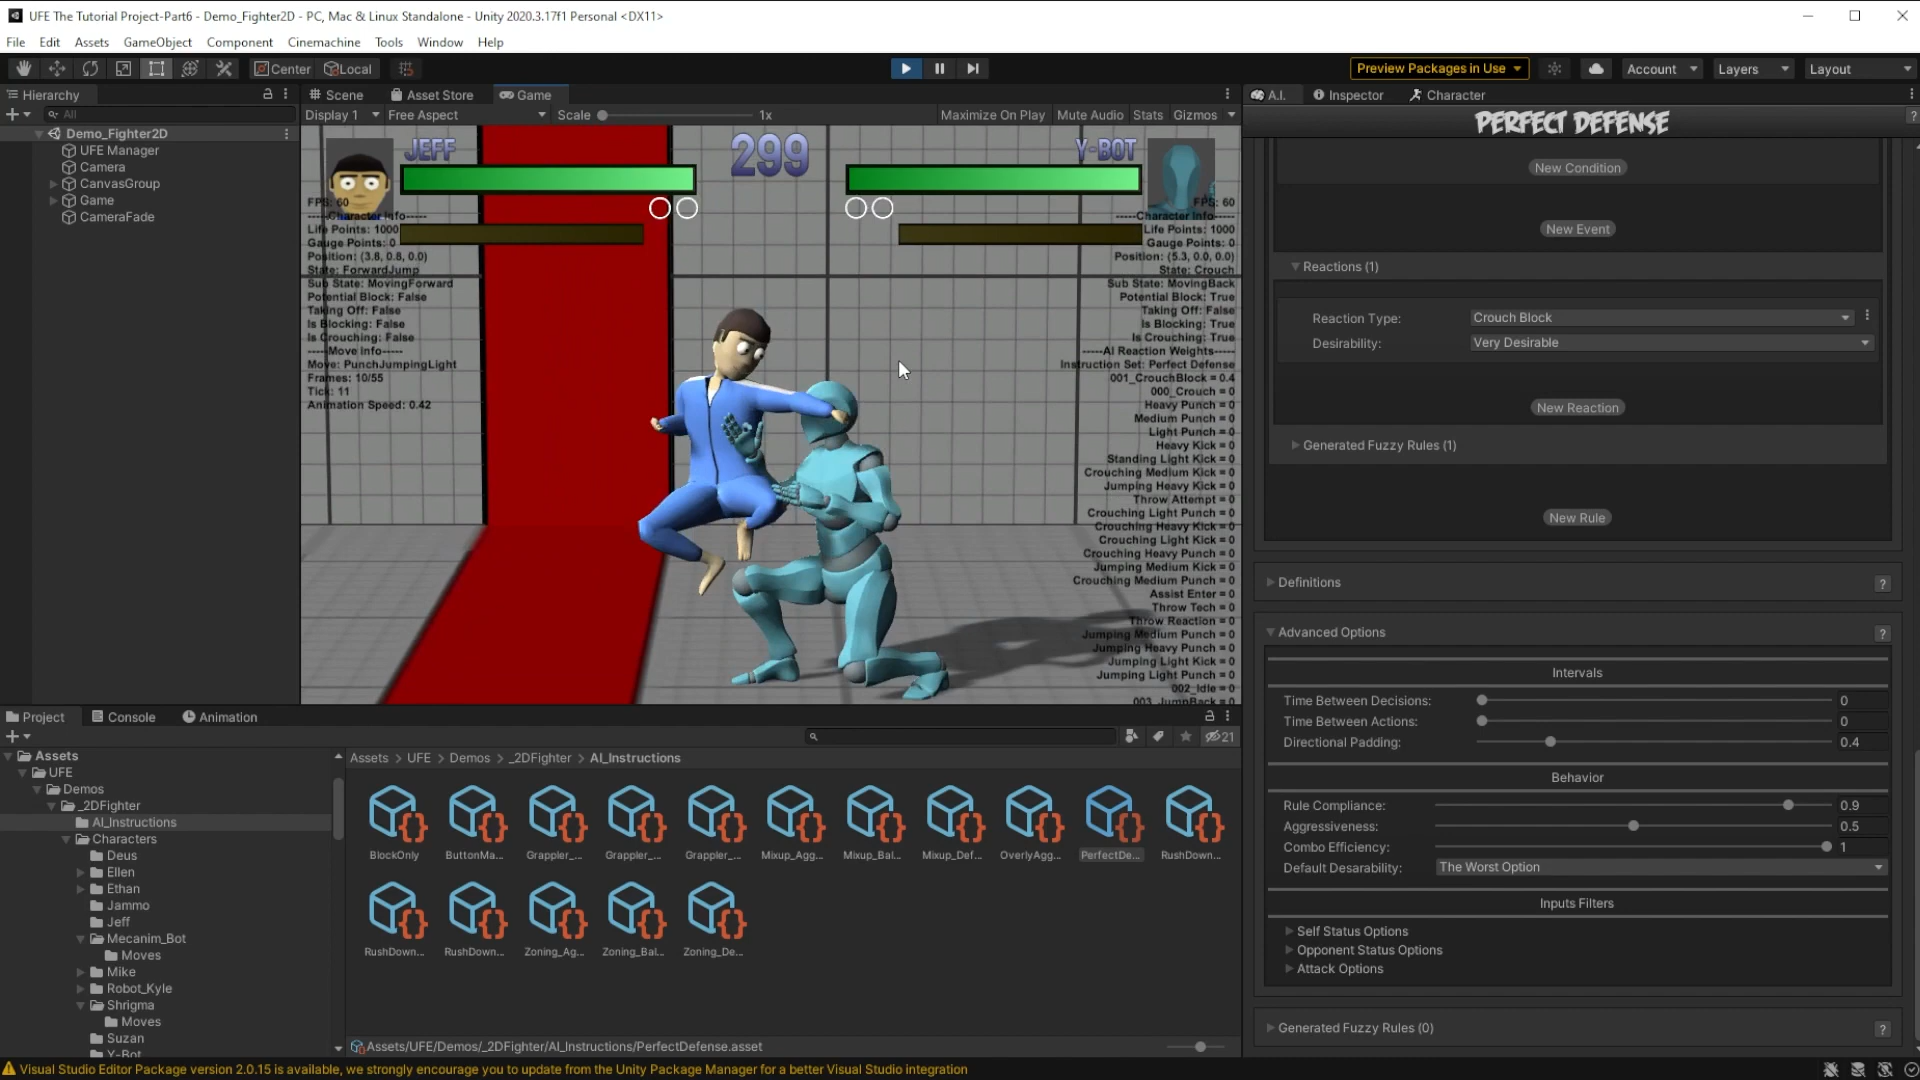 UFE The Tutorial Project-Part6 - Demo_Fighter2D - PC, Mac & Linux Standalone - Unity 2020.3.17f1 Personal <DX11>
File Edit Assets GameObject Component Cinemachine Tools Window Help
Center Local Preview Packages in Use Account Layers Layout
Hierarchy
All
Demo_Fighter2D
UFE Manager
Camera
CanvasGroup
Game
CameraFade
Scene Asset Store Game
Display 1 Free Aspect Scale 1x Maximize On Play Mute Audio Stats Gizmos
JEFF 299 Y-BOT
FPS: 60
-----Character Info-----
Life Points: 1000
Gauge Points: 0
Position: (3.8, 0.8, 0.0)
State: ForwardJump
Sub State: MovingForward
Potential Block: False
Taking Off: False
Is Blocking: False
Is Crouching: False
-----Move Info-----
Move: PunchJumpingLight
Frames: 10/55
Tick: 11
Animation Speed: 0.42
FPS: 60
-----Character Info-----
Life Points: 1000
Gauge Points: 0
Position: (5.3, 0.0, 0.0)
State: Crouch
Sub State: MovingBack
Potential Block: True
Taking Off: False
Is Blocking: True
Is Crouching: True
-----AI Reaction Weights-----
Instruction Set: Perfect Defense
001_CrouchBlock = 0.4
000_Crouch = 0
Heavy Punch = 0
Medium Punch = 0
Light Punch = 0
Heavy Kick = 0
Standing Light Kick = 0
Crouching Medium Kick = 0
Jumping Heavy Kick = 0
Throw Attempt = 0
Crouching Light Punch = 0
Crouching Heavy Kick = 0
Crouching Light Kick = 0
Crouching Heavy Punch = 0
Jumping Medium Kick = 0
Crouching Medium Punch = 0
Assist Enter = 0
Throw Tech = 0
Throw Reaction = 0
Jumping Medium Punch = 0
Jumping Heavy Punch = 0
Jumping Light Kick = 0
Jumping Light Punch = 0
002_Idle = 0
003_JumpBack = 0
A.I. Inspector Character
PERFECT DEFENSE
?
New Condition
New Event
Reactions (1)
Reaction Type: Crouch Block
Desirability: Very Desirable
New Reaction
Generated Fuzzy Rules (1)
New Rule
Definitions ?
Advanced Options ?
Intervals
Time Between Decisions: 0
Time Between Actions: 0
Directional Padding: 0.4
Behavior
Rule Compliance: 0.9
Aggressiveness: 0.5
Combo Efficiency: 1
Default Desarability: The Worst Option
Inputs Filters
Self Status Options
Opponent Status Options
Attack Options
Generated Fuzzy Rules (0) ?
Project Console Animation
21
Assets
UFE
Demos
_2DFighter
AI_Instructions
Characters
Deus
Ellen
Ethan
Jammo
Jeff
Mecanim_Bot
Moves
Mike
Robot_Kyle
Shrigma
Moves
Suzan
Y-Bot
Assets > UFE > Demos > _2DFighter > AI_Instructions
BlockOnly ButtonMa... Grappler_... Grappler_... Grappler_... Mixup_Agg... Mixup_Bal... Mixup_Def... OverlyAgg... PerfectDe... RushDown...
RushDown... RushDown... Zoning_Ag... Zoning_Bal... Zoning_De...
Assets/UFE/Demos/_2DFighter/AI_Instructions/PerfectDefense.asset
Visual Studio Editor Package version 2.0.15 is available, we strongly encourage you to update from the Unity Package Manager for a better Visual Studio integration